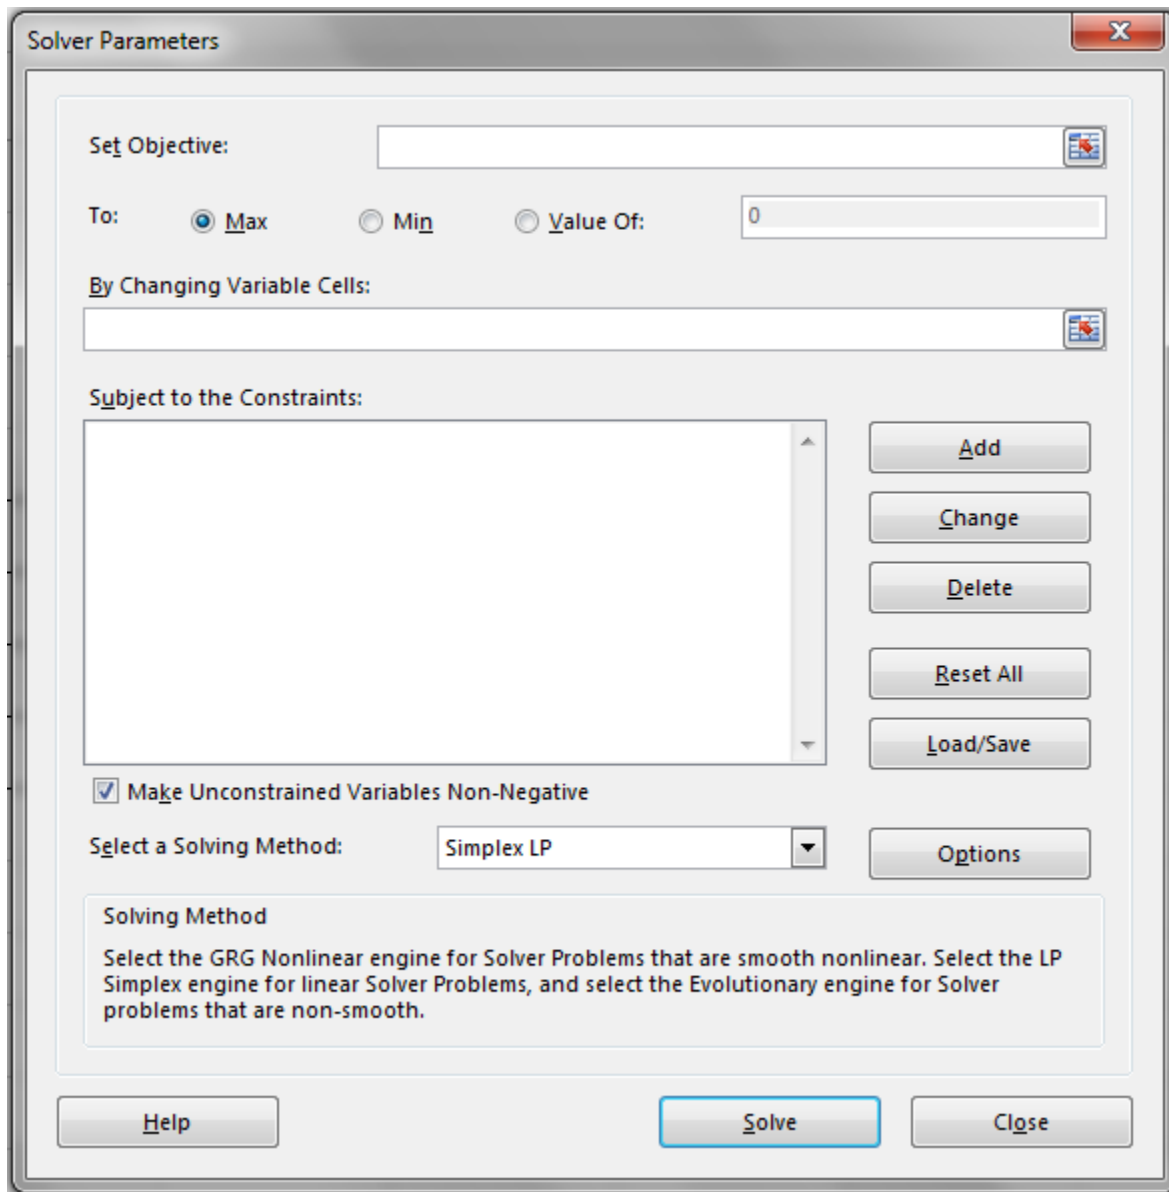 Solver Parameters
Set Objective:
To:
Max
Min
Value Of:
0
By Changing Variable Cells:
Subject to the Constraints:
Add
Change
Delete
Reset All
Load/Save
Make Unconstrained Variables Non-Negative
Select a Solving Method:
Simplex LP
Options
Solving Method
Select the GRG Nonlinear engine for Solver Problems that are smooth nonlinear. Select the LP
Simplex engine for linear Solver Problems, and select the Evolutionary engine for Solver
problems that are non-smooth.
Help
Solve
Close